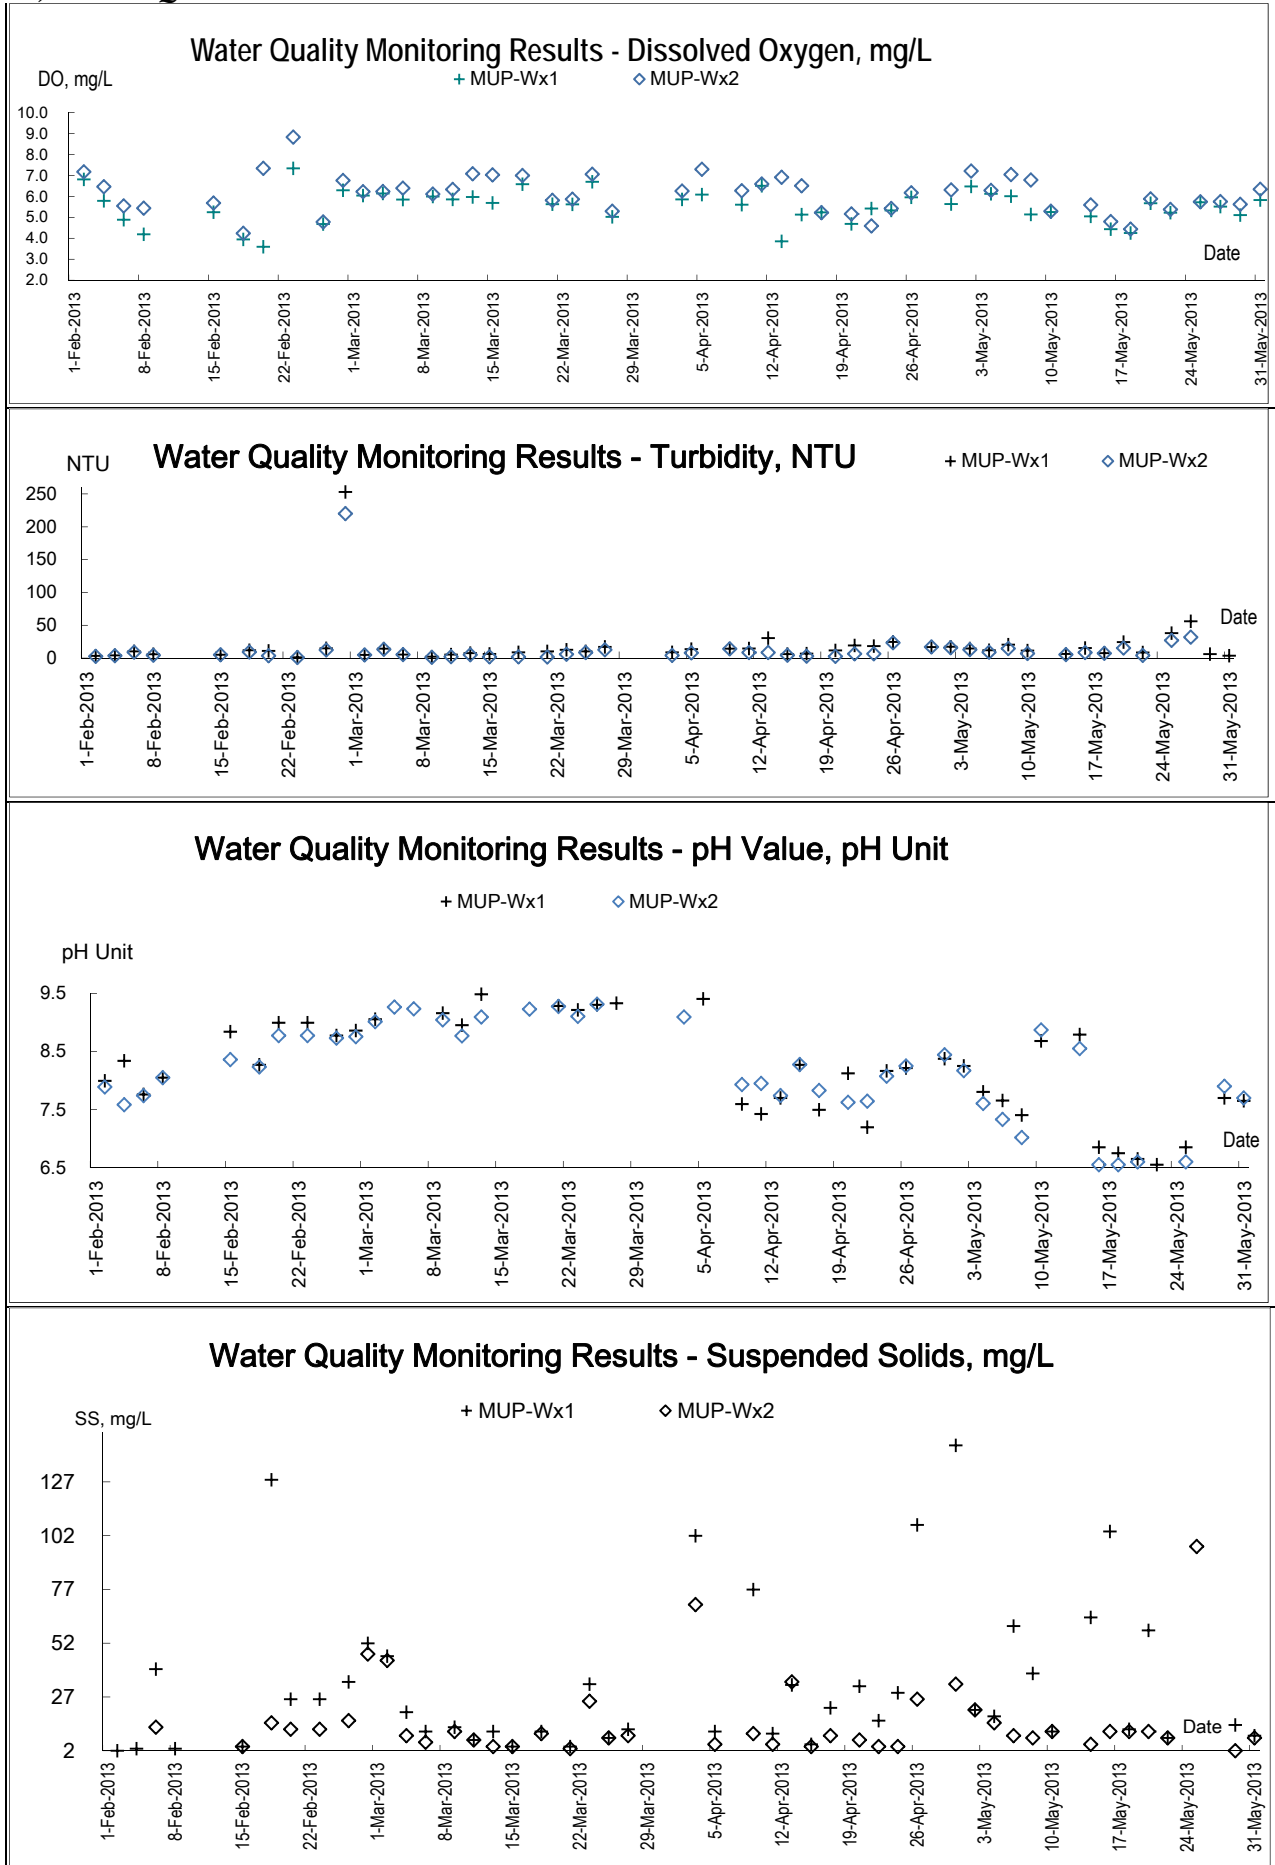 Water Quality Monitoring Results - Dissolved Oxygen, mg/L
DO, mg/L
MUP-Wx1 MUP-Wx2
10.0
9.0
8.0
7.0
6.0
5.0
4.0
3.0
2.0
Date
1-Feb-2013 8-Feb-2013 15-Feb-2013 22-Feb-2013 1-Mar-2013 8-Mar-2013 15-Mar-2013 22-Mar-2013 29-Mar-2013 5-Apr-2013 12-Apr-2013 19-Apr-2013 26-Apr-2013 3-May-2013 10-May-2013 17-May-2013 24-May-2013 31-May-2013
NTU Water Quality Monitoring Results - Turbidity, NTU MUP-Wx1 MUP-Wx2
250
200
150
100
50
0
Date
1-Feb-2013 8-Feb-2013 15-Feb-2013 22-Feb-2013 1-Mar-2013 8-Mar-2013 15-Mar-2013 22-Mar-2013 29-Mar-2013 5-Apr-2013 12-Apr-2013 19-Apr-2013 26-Apr-2013 3-May-2013 10-May-2013 17-May-2013 24-May-2013 31-May-2013
Water Quality Monitoring Results - pH Value, pH Unit
MUP-Wx1 MUP-Wx2
pH Unit
9.5
8.5
7.5
6.5
Date
1-Feb-2013 8-Feb-2013 15-Feb-2013 22-Feb-2013 1-Mar-2013 8-Mar-2013 15-Mar-2013 22-Mar-2013 29-Mar-2013 5-Apr-2013 12-Apr-2013 19-Apr-2013 26-Apr-2013 3-May-2013 10-May-2013 17-May-2013 24-May-2013 31-May-2013
Water Quality Monitoring Results - Suspended Solids, mg/L
SS, mg/L
MUP-Wx1 MUP-Wx2
127
102
77
52
27
2
Date
1-Feb-2013 8-Feb-2013 15-Feb-2013 22-Feb-2013 1-Mar-2013 8-Mar-2013 15-Mar-2013 22-Mar-2013 29-Mar-2013 5-Apr-2013 12-Apr-2013 19-Apr-2013 26-Apr-2013 3-May-2013 10-May-2013 17-May-2013 24-May-2013 31-May-2013